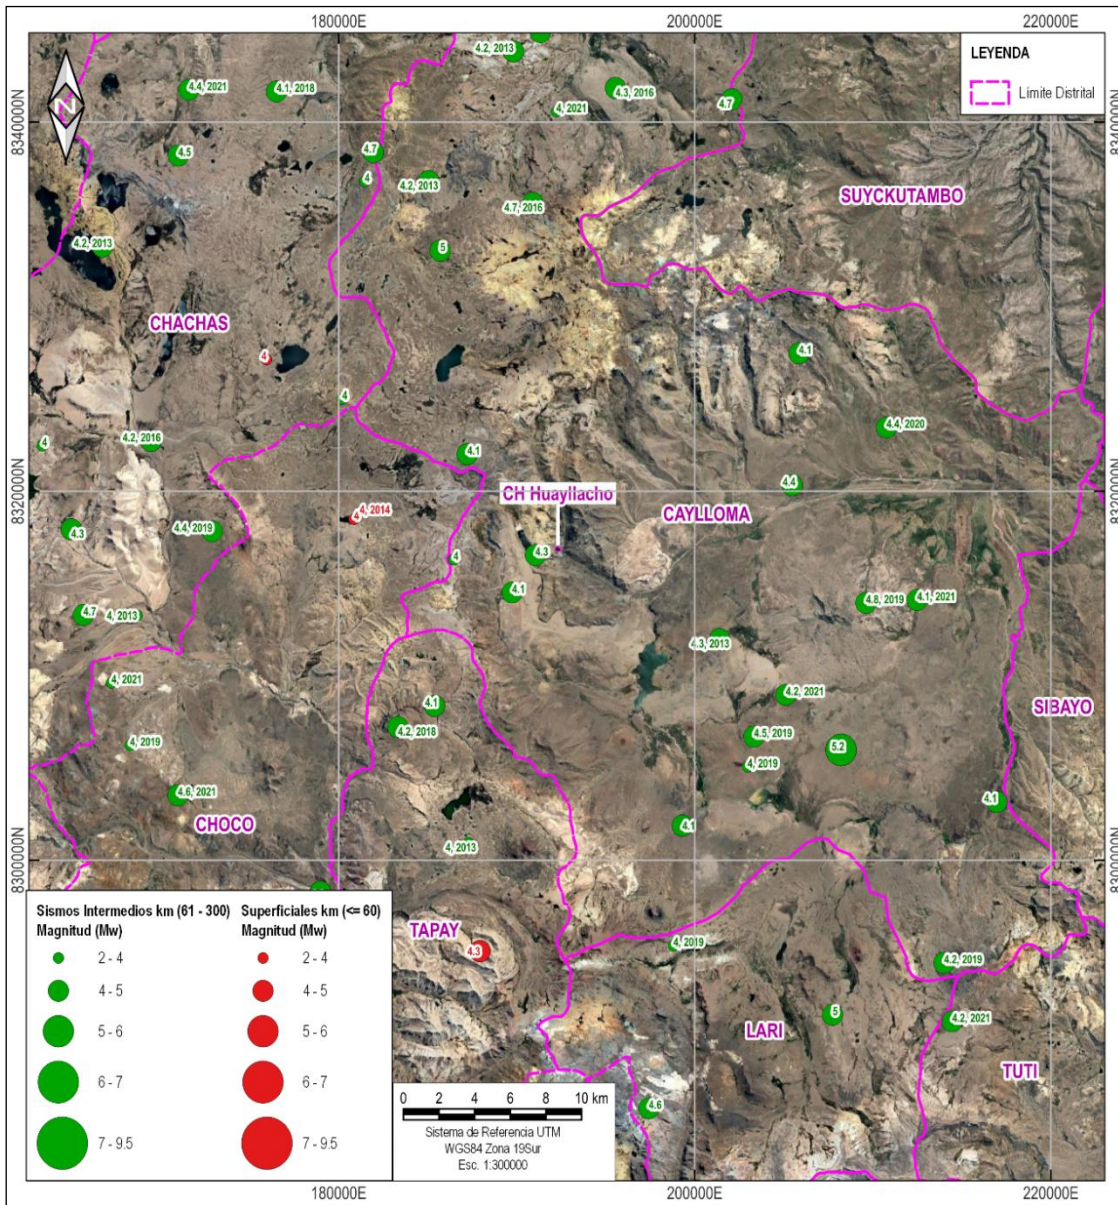 180000E
200000E
220000E
LEYENDA
Límite Distrital
N
8340000N
8340000N
4.2, 2013
4.4, 2021
4.1, 2018
4.3, 2016
4, 2021
4.7
4.5
4.7
4
4.2, 2013
4.7, 2016
SUYCKUTAMBO
4.2, 2013
5
CHACHAS
4
4.1
4
4.4, 2020
4
4.2, 2016
4.1
4.4
8320000N
8320000N
CH Huayllacho
CAYLLOMA
4
4, 2014
4.3
4.4, 2019
4
4.3
4.1
4.8, 2019
4.1, 2021
4.7
4, 2013
4.3, 2013
4, 2021
4.2, 2021
SIBAYO
4.1
4.2, 2018
4.5, 2019
5.2
4, 2019
4, 2019
4.6, 2021
4.1
CHOCO
4.1
4, 2013
8300000N
8300000N
Sismos Intermedios km (61 - 300)
Magnitud (Mw)
2 - 4
4 - 5
5 - 6
6 - 7
7 - 9.5
Superficiales km (<= 60)
Magnitud (Mw)
2 - 4
4 - 5
5 - 6
6 - 7
7 - 9.5
TAPAY
4.3
4, 2019
4.2, 2019
5
4.2, 2021
LARI
TUTI
4.6
0 2 4 6 8 10 km
Sistema de Referencia UTM
WGS84 Zona 19Sur
Esc. 1:300000
180000E
200000E
220000E